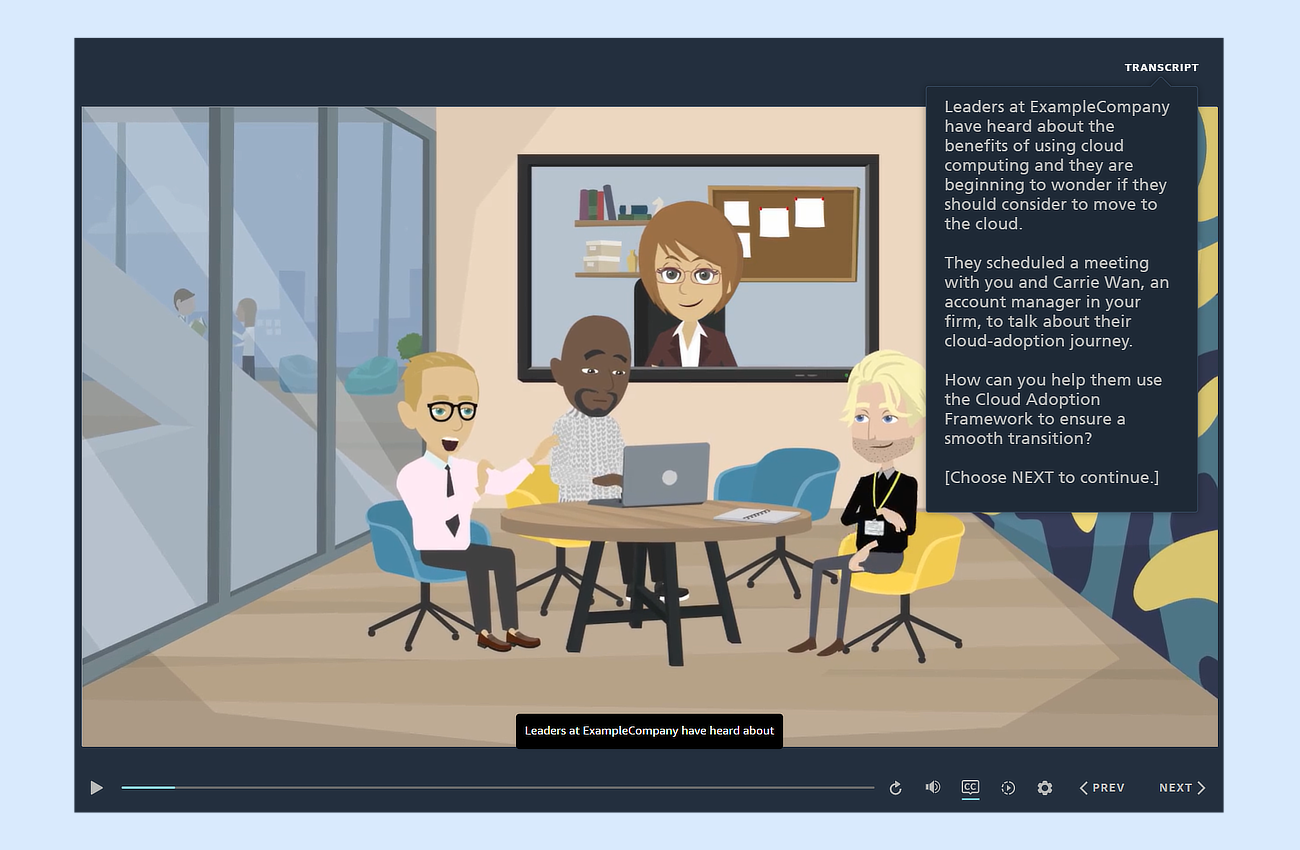 TRANSCRIPT
Leaders at ExampleCompany
have heard about the
benefits of using cloud
computing and they are
beginning to wonder if they
should consider to move to
the cloud.
They scheduled a meeting
with you and Carrie Wan, an
account manager in your
firm, to talk about their
cloud-adoption journey.
How can you help them use
the Cloud Adoption
Framework to ensure a
smooth transition?
[Choose NEXT to continue.]
Leaders at ExampleCompany have heard about
CC
PREV
NEXT